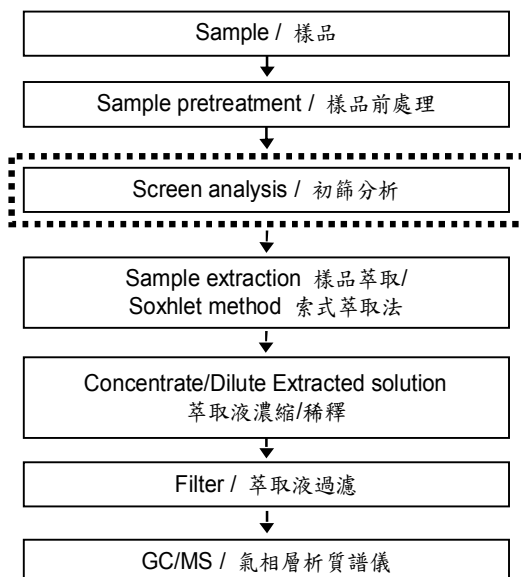 Sample / 樣品
Sample pretreatment / 樣品前處理
Screen analysis / 初篩分析
Sample extraction 樣品萃取/
Soxhlet method 索式萃取法
Concentrate/Dilute Extracted solution
萃取液濃縮/稀釋
Filter / 萃取液過濾
GC/MS / 氣相層析質譜儀